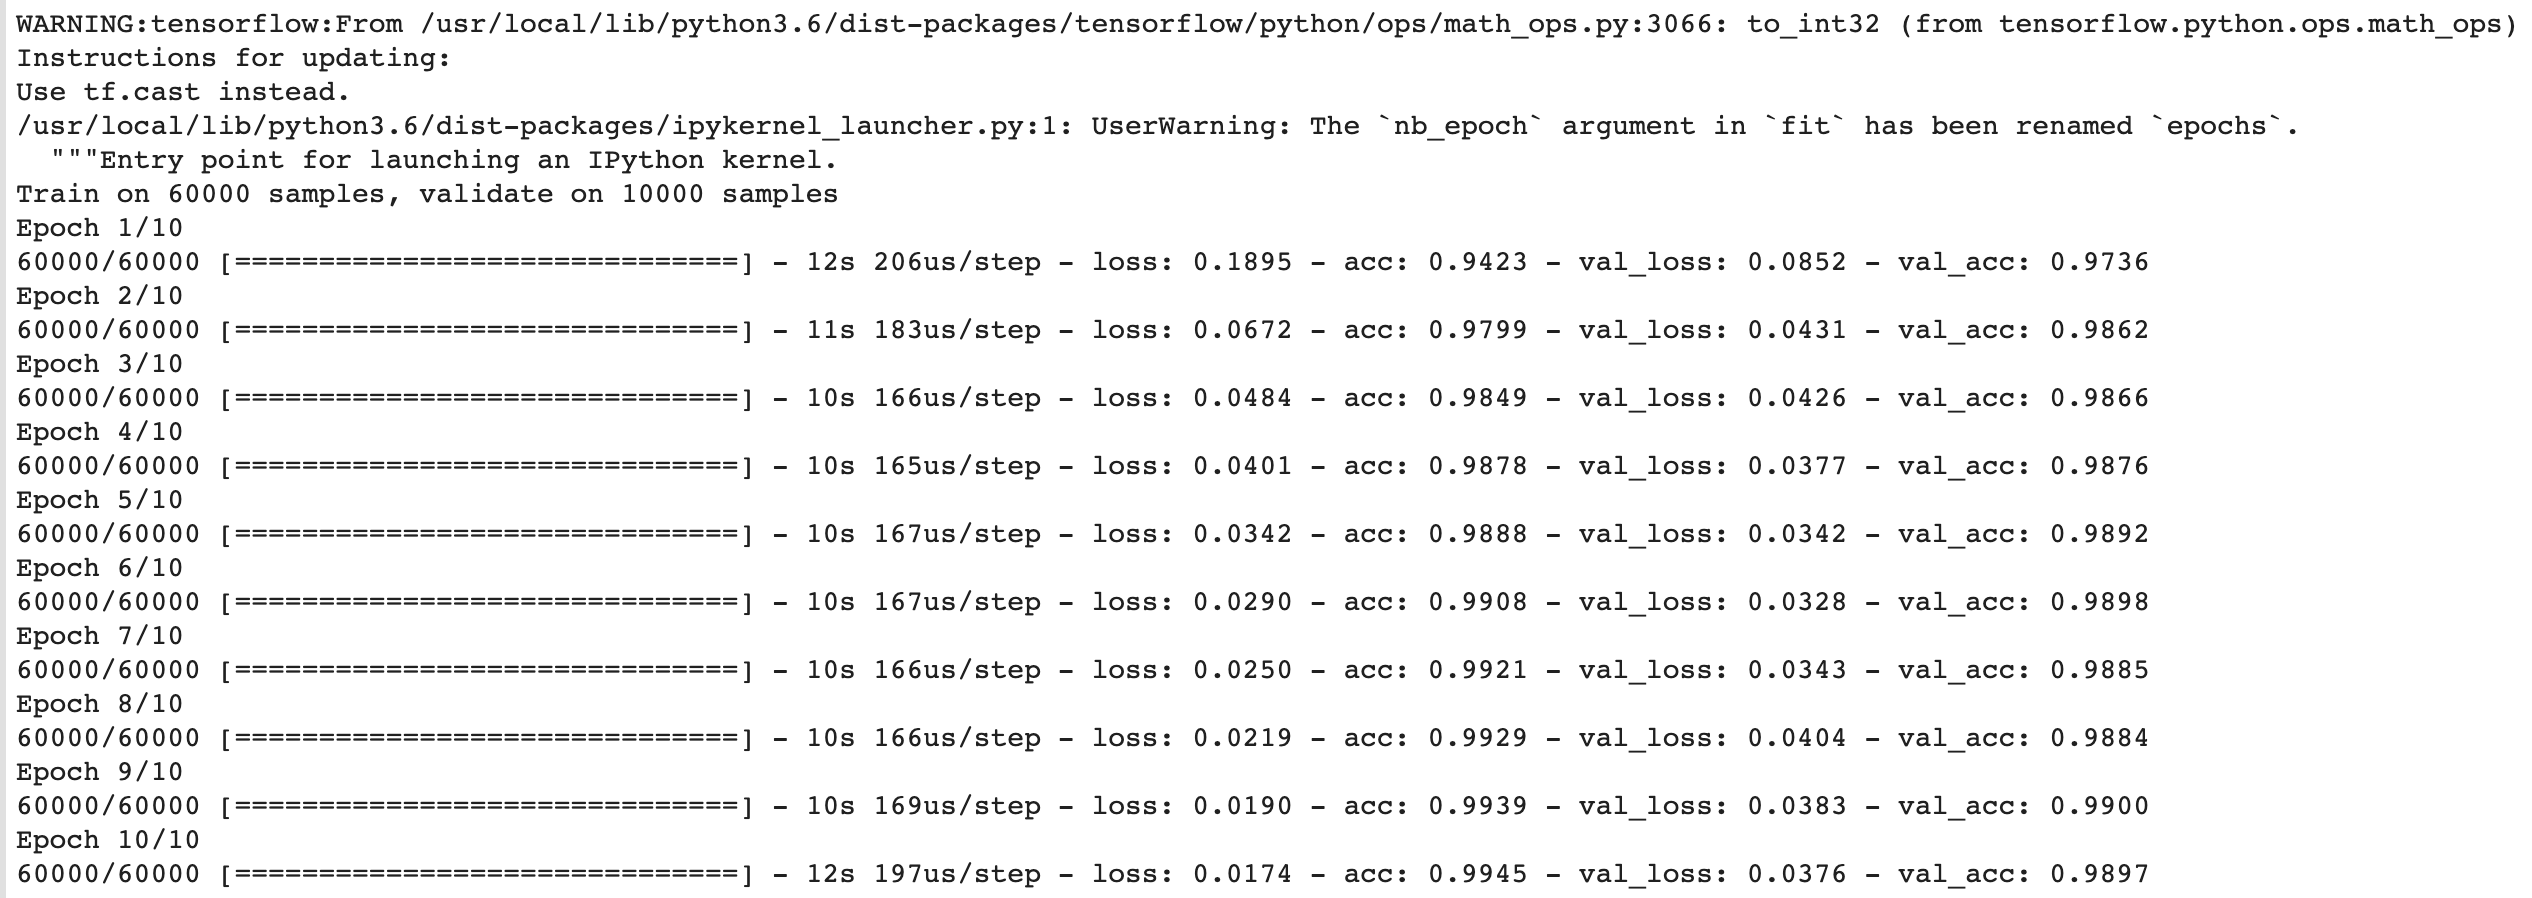 WARNING:tensorflow:From /usr/local/lib/python3.6/dist-packages/tensorflow/python/ops/math_ops.py:3066: to_int32 (from tensorflow.python.ops.math_ops)
Instructions for updating:
Use tf.cast instead.
/usr/local/lib/python3.6/dist-packages/ipykernel_launcher.py:1: UserWarning: The `nb_epoch` argument in `fit` has been renamed `epochs`.
  """Entry point for launching an IPython kernel.
Train on 60000 samples, validate on 10000 samples
Epoch 1/10
60000/60000 [==============================] - 12s 206us/step - loss: 0.1895 - acc: 0.9423 - val_loss: 0.0852 - val_acc: 0.9736
Epoch 2/10
60000/60000 [==============================] - 11s 183us/step - loss: 0.0672 - acc: 0.9799 - val_loss: 0.0431 - val_acc: 0.9862
Epoch 3/10
60000/60000 [==============================] - 10s 166us/step - loss: 0.0484 - acc: 0.9849 - val_loss: 0.0426 - val_acc: 0.9866
Epoch 4/10
60000/60000 [==============================] - 10s 165us/step - loss: 0.0401 - acc: 0.9878 - val_loss: 0.0377 - val_acc: 0.9876
Epoch 5/10
60000/60000 [==============================] - 10s 167us/step - loss: 0.0342 - acc: 0.9888 - val_loss: 0.0342 - val_acc: 0.9892
Epoch 6/10
60000/60000 [==============================] - 10s 167us/step - loss: 0.0290 - acc: 0.9908 - val_loss: 0.0328 - val_acc: 0.9898
Epoch 7/10
60000/60000 [==============================] - 10s 166us/step - loss: 0.0250 - acc: 0.9921 - val_loss: 0.0343 - val_acc: 0.9885
Epoch 8/10
60000/60000 [==============================] - 10s 166us/step - loss: 0.0219 - acc: 0.9929 - val_loss: 0.0404 - val_acc: 0.9884
Epoch 9/10
60000/60000 [==============================] - 10s 169us/step - loss: 0.0190 - acc: 0.9939 - val_loss: 0.0383 - val_acc: 0.9900
Epoch 10/10
60000/60000 [==============================] - 12s 197us/step - loss: 0.0174 - acc: 0.9945 - val_loss: 0.0376 - val_acc: 0.9897